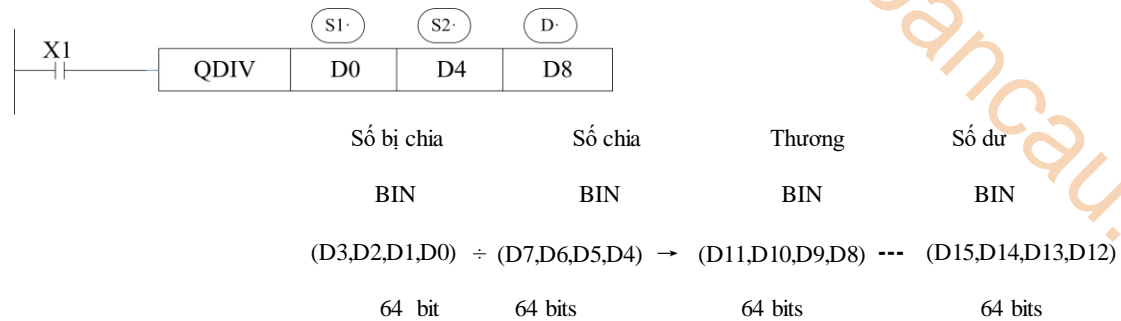 S1· S2· D·
X1
QDIV D0 D4 D8
Số bị chia Số chia Thương Số dư
BIN BIN BIN BIN
(D3,D2,D1,D0) ÷ (D7,D6,D5,D4) → (D11,D10,D9,D8) --- (D15,D14,D13,D12)
64 bit 64 bits 64 bits 64 bits
ancau.